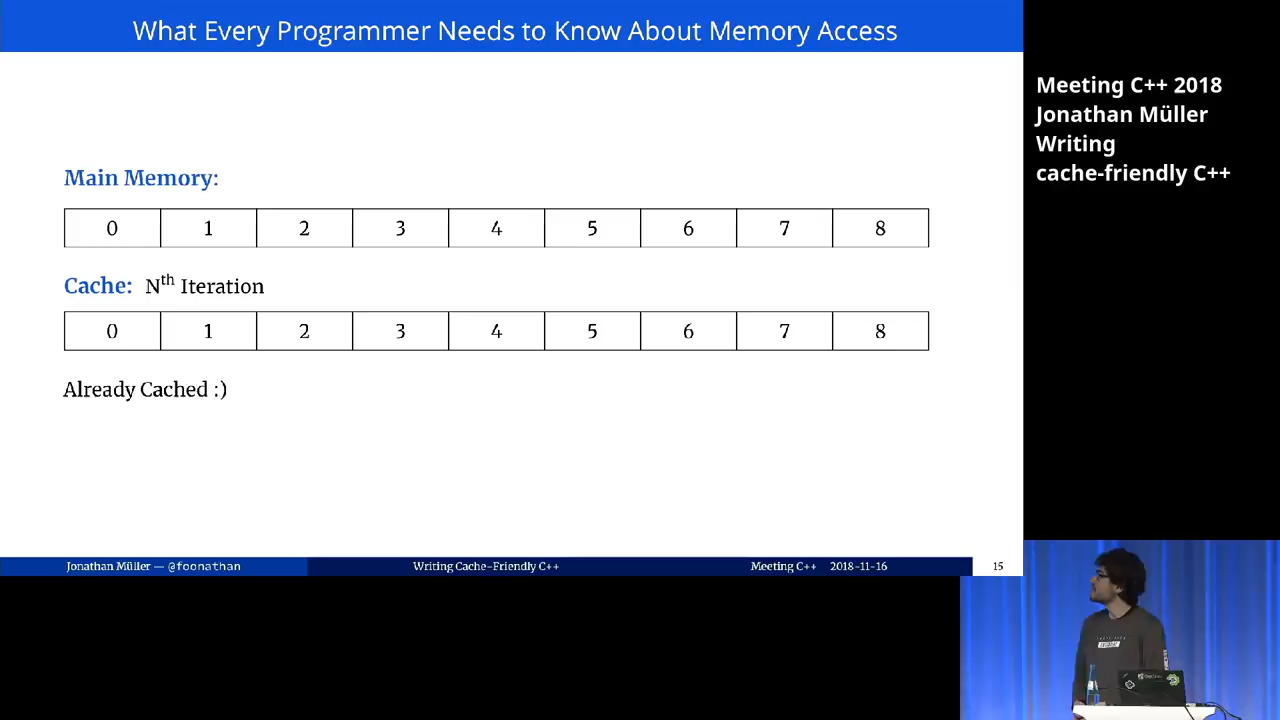 What Every Programmer Needs to Know About Memory Access
Meeting C++ 2018
Jonathan Müller
Writing
cache-friendly C++
Main Memory:
0 1 2 3 4 5 6 7 8
Cache: Nth Iteration
0 1 2 3 4 5 6 7 8
Already Cached :)
Jonathan Müller — @foonathan Writing Cache-Friendly C++ Meeting C++ 2018-11-16 15